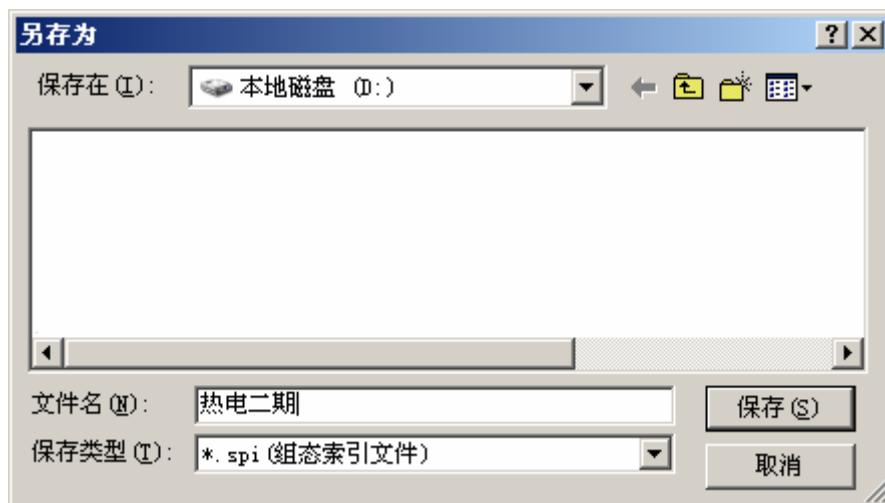 另存为
保存在(I): 本地磁盘 (D:)
文件名(N): 热电二期 保存(S)
保存类型(T): *.spi(组态索引文件) 取消